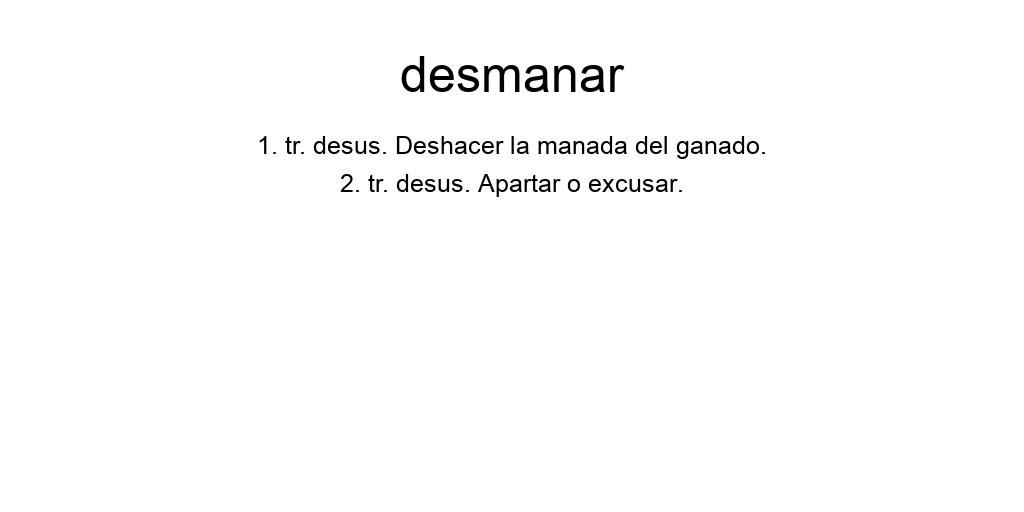 desmanar
1. tr. desus. Deshacer la manada del ganado.
2. tr. desus. Apartar o excusar.